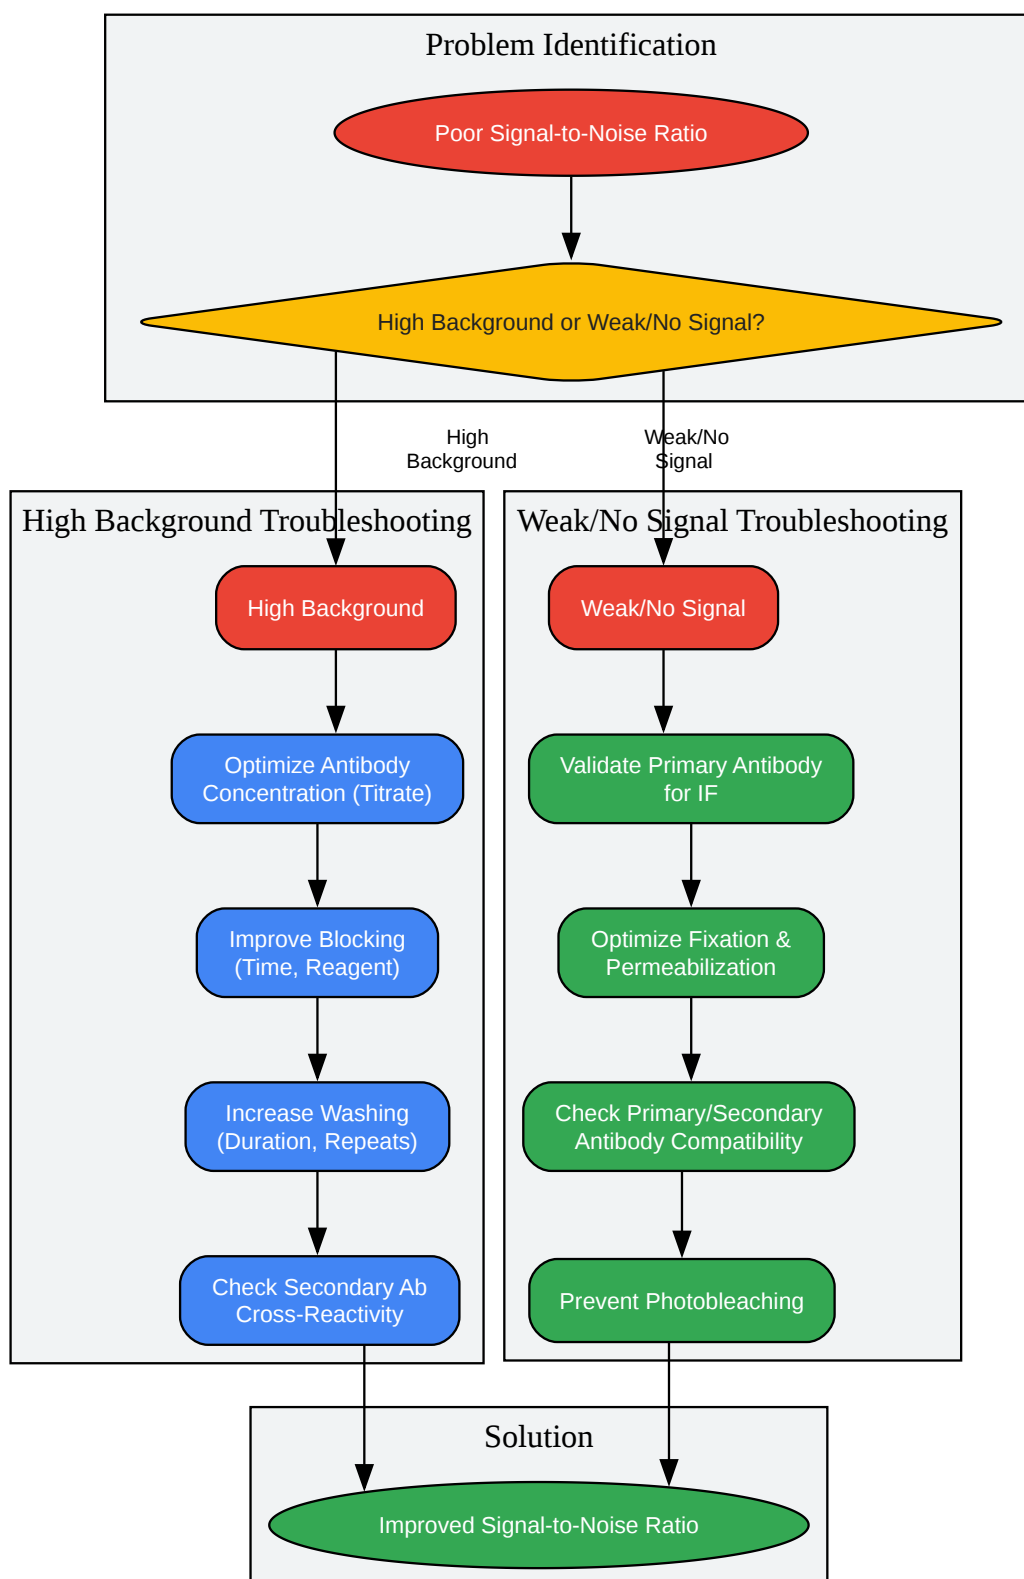 Problem Identification
Poor Signal-to-Noise Ratio
High Background or Weak/No Signal?
High
Background
Weak/No
Signal
High Background Troubleshooting
High Background
Optimize Antibody
Concentration (Titrate)
Improve Blocking
(Time, Reagent)
Increase Washing
(Duration, Repeats)
Check Secondary Ab
Cross-Reactivity
Weak/No Signal Troubleshooting
Weak/No Signal
Validate Primary Antibody
for IF
Optimize Fixation &
Permeabilization
Check Primary/Secondary
Antibody Compatibility
Prevent Photobleaching
Solution
Improved Signal-to-Noise Ratio